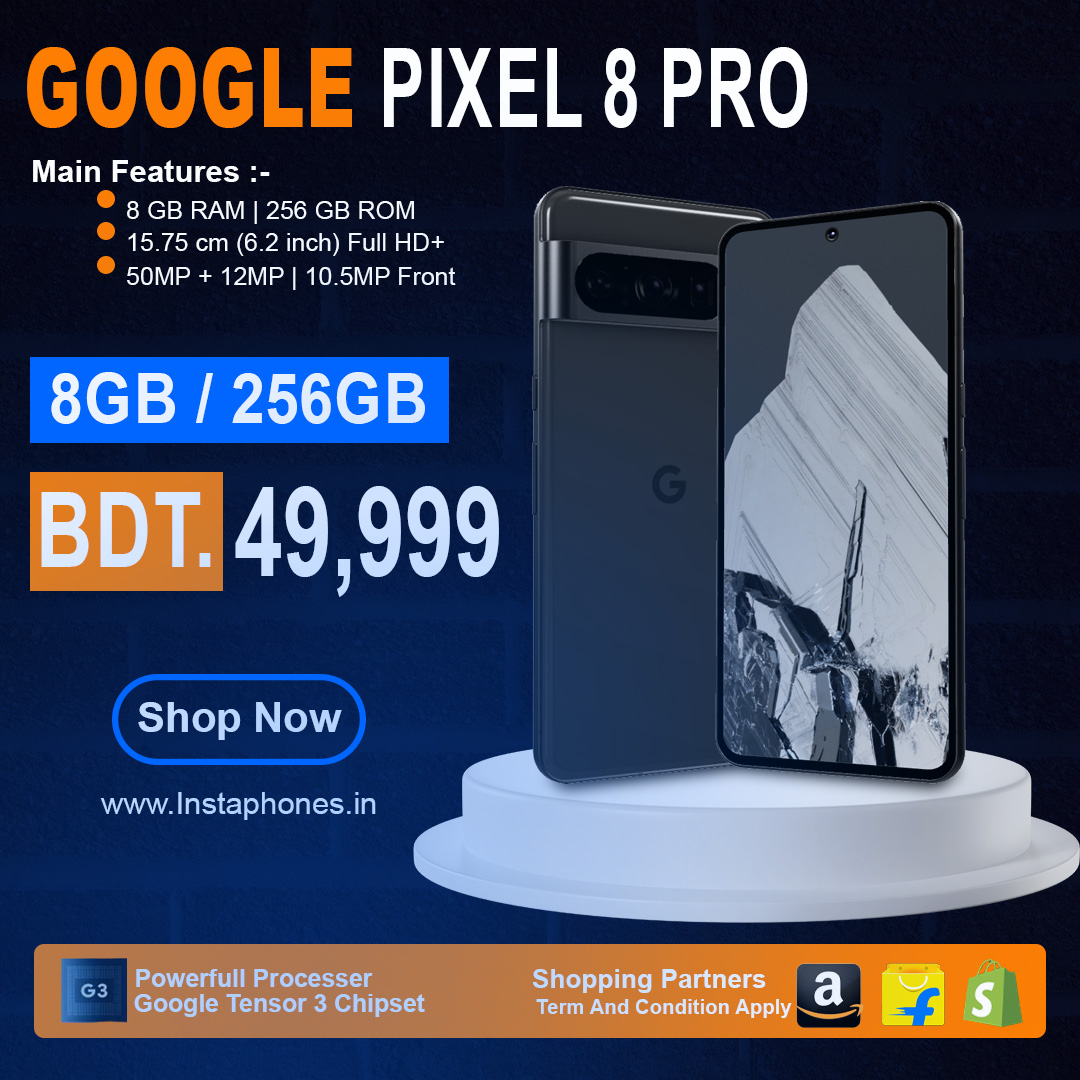 GOOGLE PIXEL 8 PRO
Main Features :-
8 GB RAM | 256 GB ROM
15.75 cm (6.2 inch) Full HD+
50MP + 12MP | 10.5MP Front
8GB / 256GB
BDT. 49,999
Shop Now
www.Instaphones.in
G
G3
Powerfull Processer
Google Tensor 3 Chipset
Shopping Partners
Term And Condition Apply
a
f
S